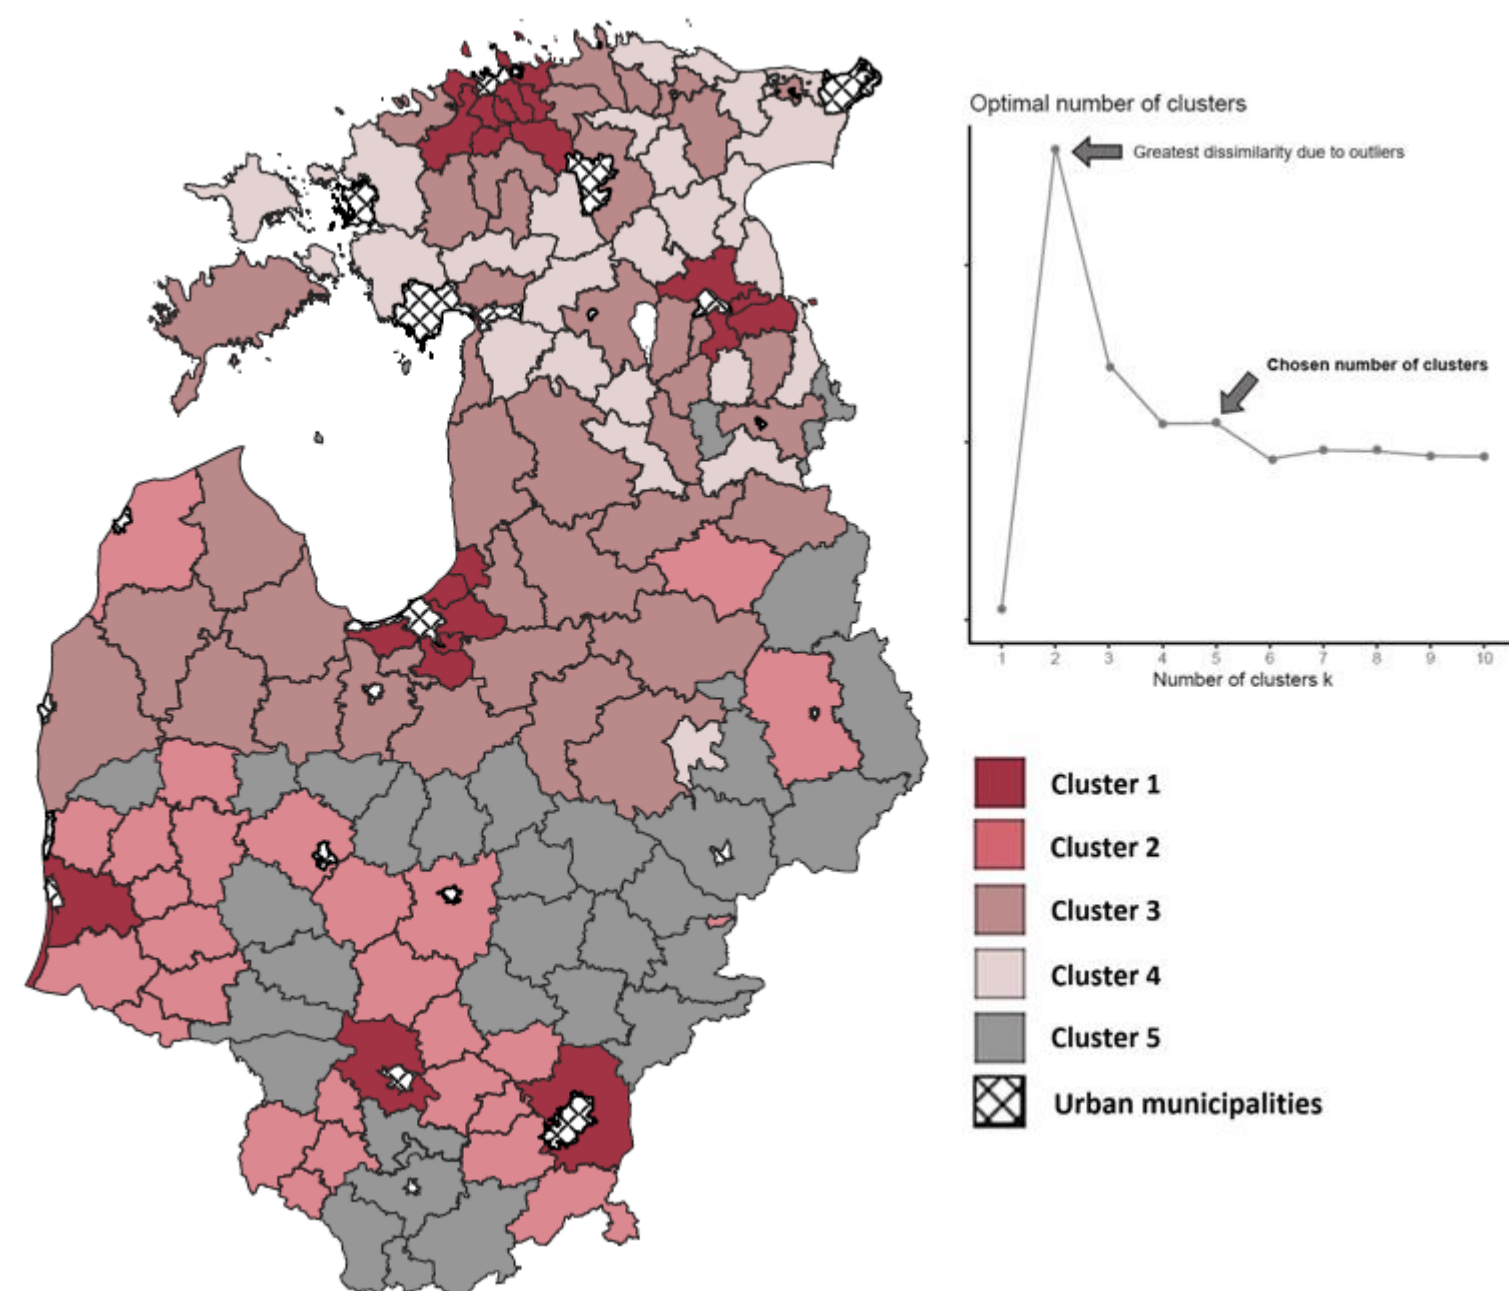 Optimal number of clusters
Greatest dissimilarity due to outliers
Chosen number of clusters
1 2 3 4 5 6 7 8 9 10
Number of clusters k
Cluster 1
Cluster 2
Cluster 3
Cluster 4
Cluster 5
Urban municipalities